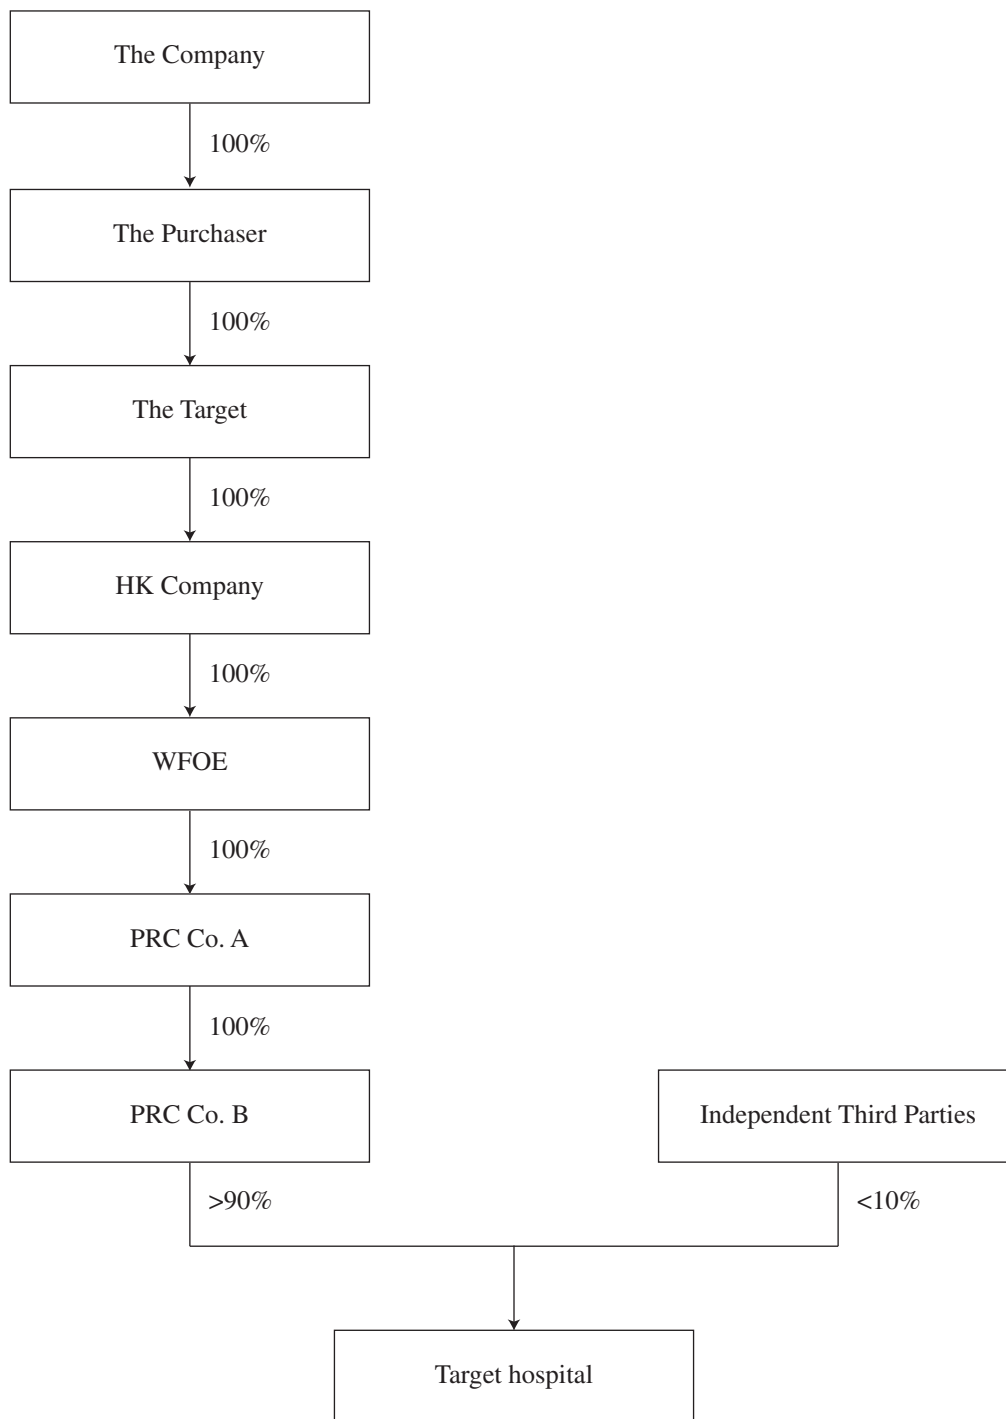 The Company
100%
The Purchaser
100%
The Target
100%
HK Company
100%
WFOE
100%
PRC Co. A
100%
PRC Co. B
Independent Third Parties
>90%
<10%
Target hospital